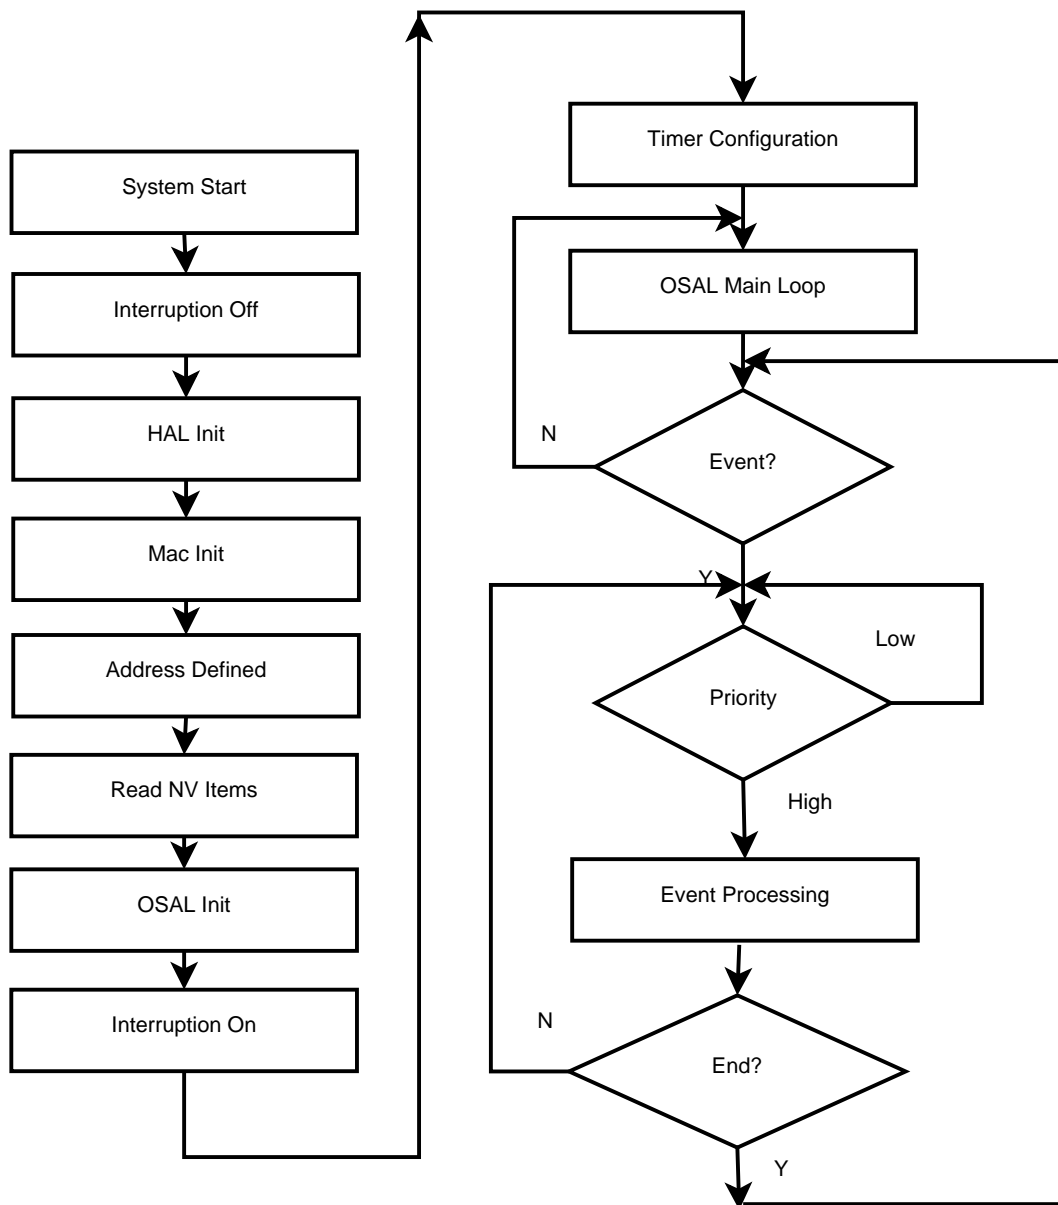 System Start
Interruption Off
HAL Init
Mac Init
Address Defined
Read NV Items
OSAL Init
Interruption On
Timer Configuration
OSAL Main Loop
N
Event?
Y
Low
Priority
High
Event Processing
N
End?
Y